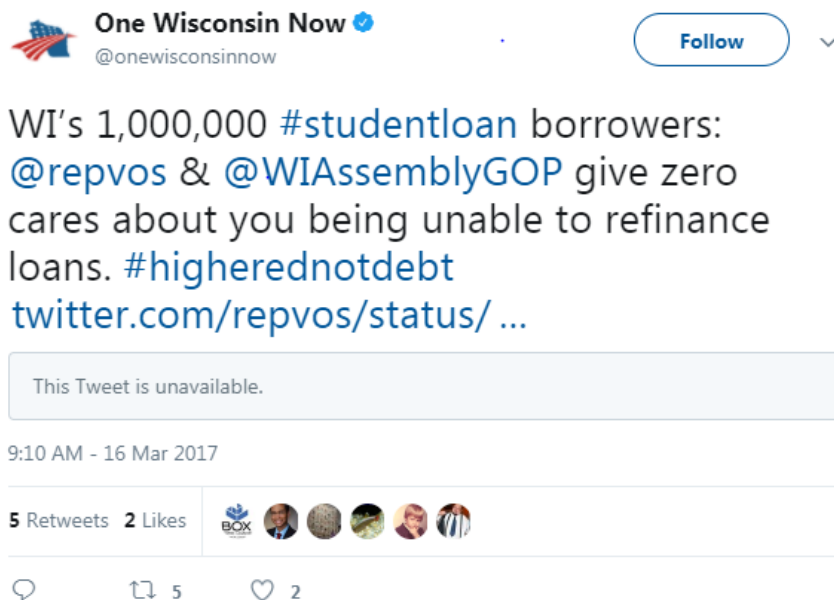 One Wisconsin Now
@onewisconsinnow
Follow
WI's 1,000,000 #studentloan borrowers:
@repvos & @WIAssemblyGOP give zero
cares about you being unable to refinance
loans. #higherednotdebt
twitter.com/repvos/status/ ...
This Tweet is unavailable.
9:10 AM - 16 Mar 2017
5 Retweets 2 Likes
BOX
5 2